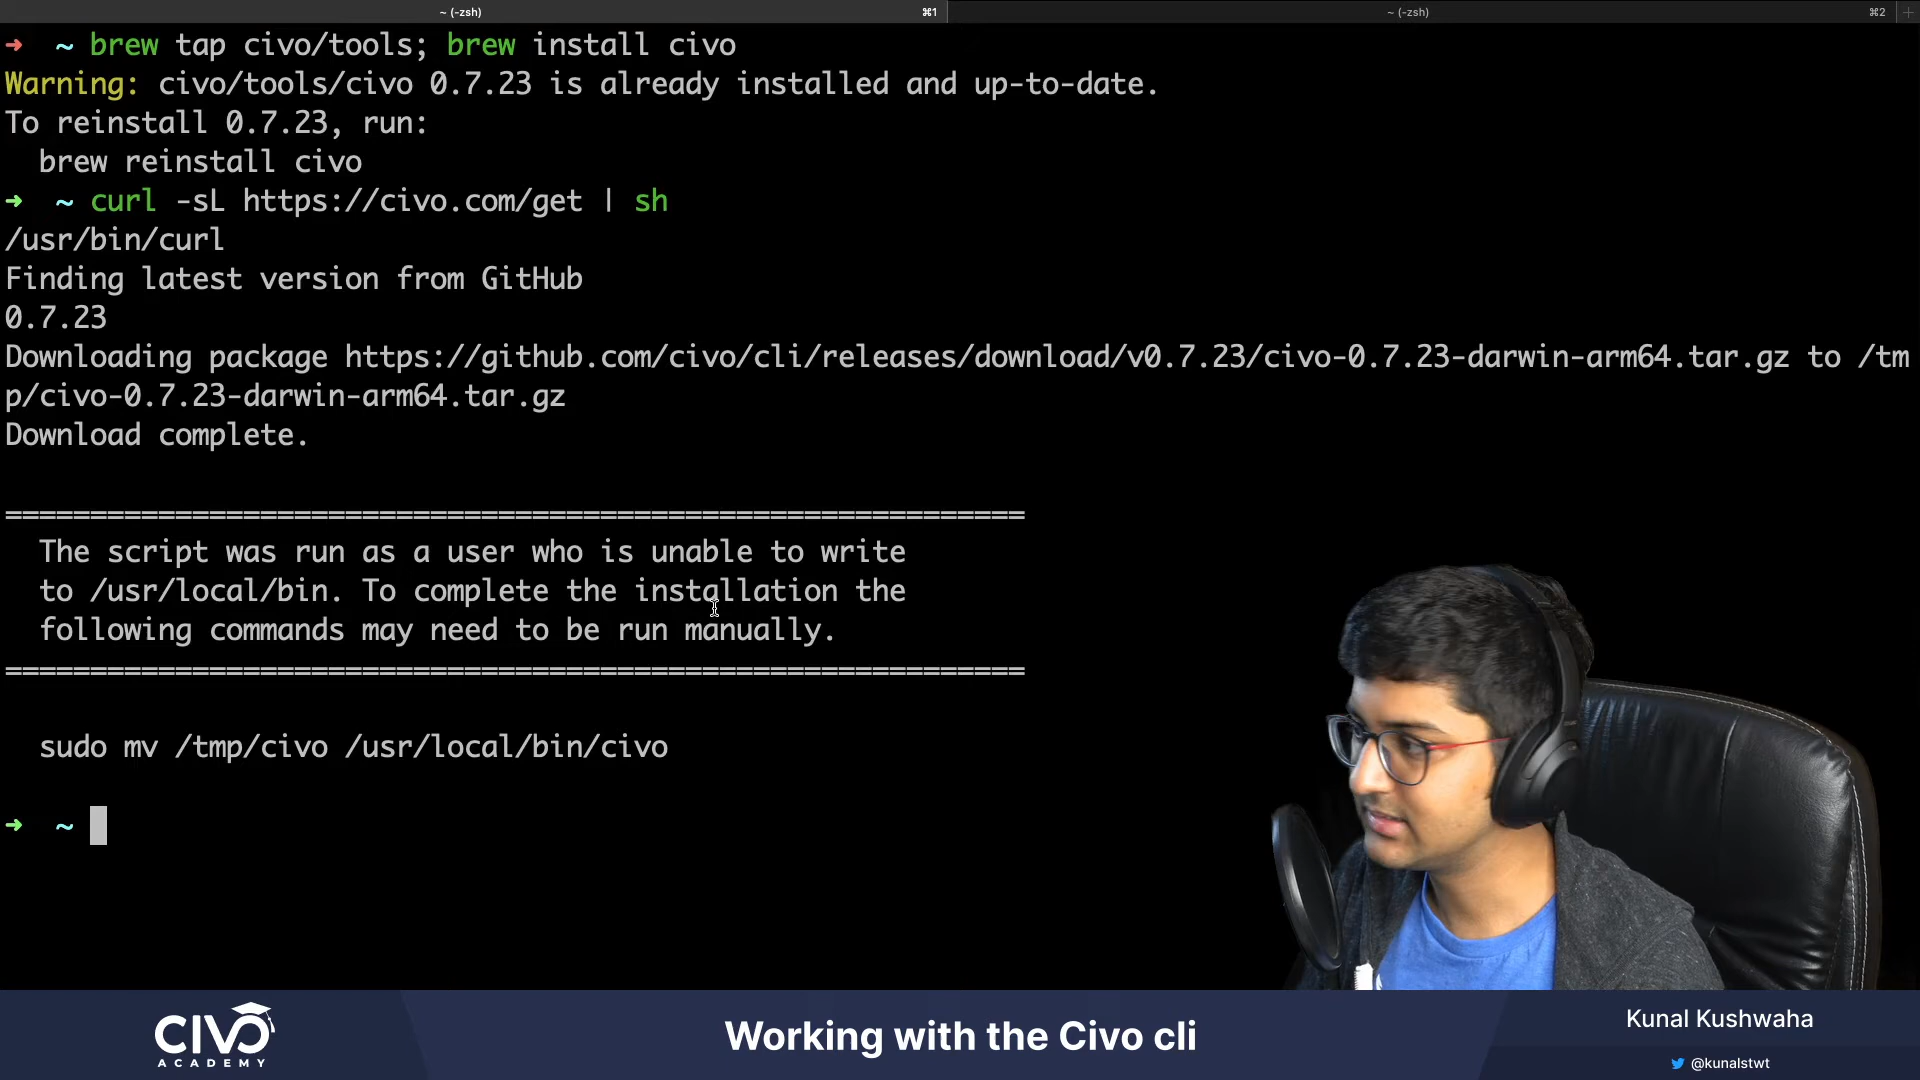 ~ (-zsh)
⌘1
~ (-zsh)
⌘2
➜ ~ brew tap civo/tools; brew install civo
Warning: civo/tools/civo 0.7.23 is already installed and up-to-date.
To reinstall 0.7.23, run:
brew reinstall civo
➜ ~ curl -sL https://civo.com/get | sh
/usr/bin/curl
Finding latest version from GitHub
0.7.23
Downloading package https://github.com/civo/cli/releases/download/v0.7.23/civo-0.7.23-darwin-arm64.tar.gz to /tm
p/civo-0.7.23-darwin-arm64.tar.gz
Download complete.
============================================================
The script was run as a user who is unable to write
to /usr/local/bin. To complete the installation the
following commands may need to be run manually.
============================================================
sudo mv /tmp/civo /usr/local/bin/civo
➜ ~
CIVO
ACADEMY
Working with the Civo cli
Kunal Kushwaha
@kunalstwt